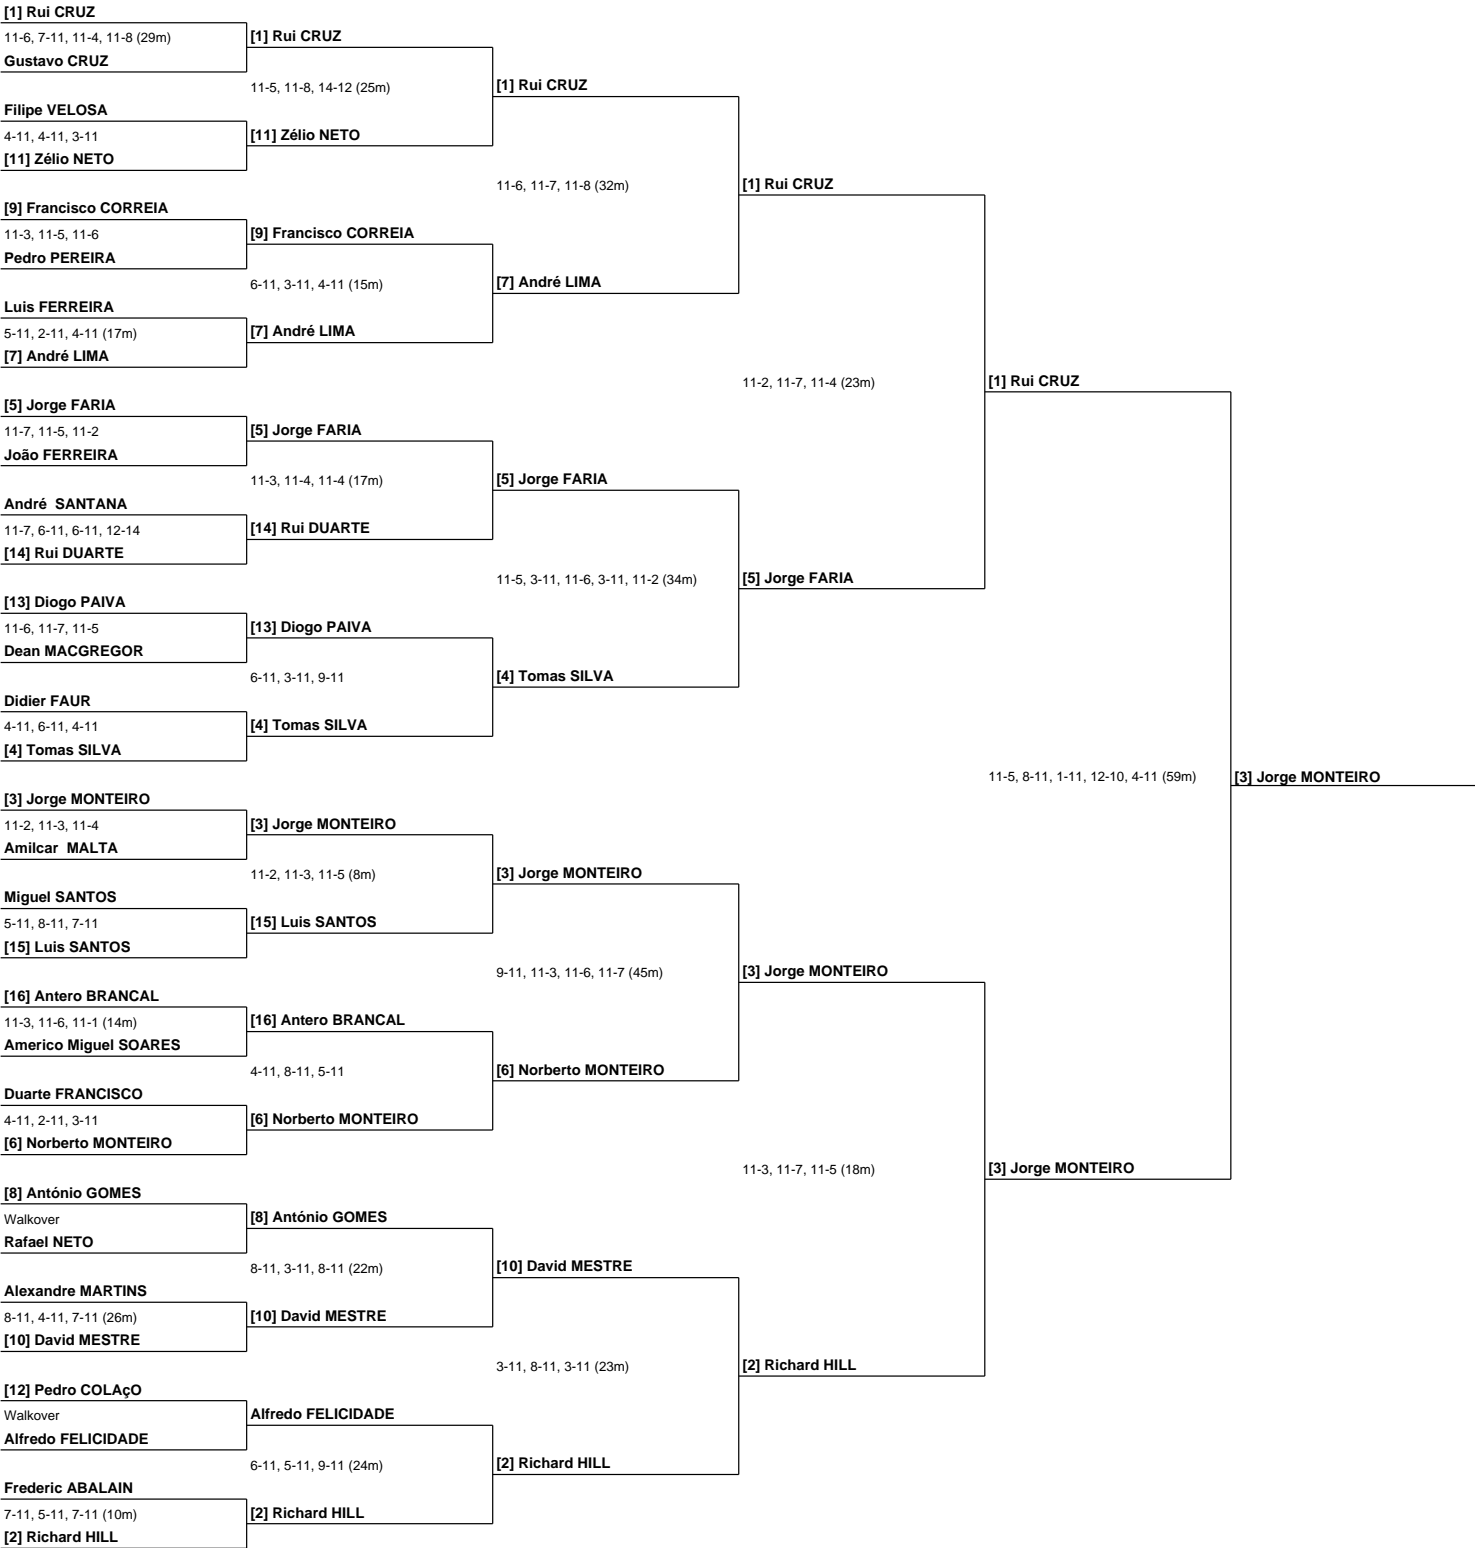 [1] Rui CRUZ
11-6, 7-11, 11-4, 11-8 (29m)
Gustavo CRUZ
Filipe VELOSA
4-11, 4-11, 3-11
[11] Zélio NETO
[9] Francisco CORREIA
11-3, 11-5, 11-6
Pedro PEREIRA
Luis FERREIRA
5-11, 2-11, 4-11 (17m)
[7] André LIMA
[5] Jorge FARIA
11-7, 11-5, 11-2
João FERREIRA
André  SANTANA
11-7, 6-11, 6-11, 12-14
[14] Rui DUARTE
[13] Diogo PAIVA
11-6, 11-7, 11-5
Dean MACGREGOR
Didier FAUR
4-11, 6-11, 4-11
[4] Tomas SILVA
[3] Jorge MONTEIRO
11-2, 11-3, 11-4
Amilcar  MALTA
Miguel SANTOS
5-11, 8-11, 7-11
[15] Luis SANTOS
[16] Antero BRANCAL
11-3, 11-6, 11-1 (14m)
Americo Miguel SOARES
Duarte FRANCISCO
4-11, 2-11, 3-11
[6] Norberto MONTEIRO
[8] António GOMES
Walkover
Rafael NETO
Alexandre MARTINS
8-11, 4-11, 7-11 (26m)
[10] David MESTRE
[12] Pedro COLAçO
Walkover
Alfredo FELICIDADE
Frederic ABALAIN
7-11, 5-11, 7-11 (10m)
[2] Richard HILL
[1] Rui CRUZ
11-5, 11-8, 14-12 (25m)
[11] Zélio NETO
[9] Francisco CORREIA
6-11, 3-11, 4-11 (15m)
[7] André LIMA
[5] Jorge FARIA
11-3, 11-4, 11-4 (17m)
[14] Rui DUARTE
[13] Diogo PAIVA
6-11, 3-11, 9-11
[4] Tomas SILVA
[3] Jorge MONTEIRO
11-2, 11-3, 11-5 (8m)
[15] Luis SANTOS
[16] Antero BRANCAL
4-11, 8-11, 5-11
[6] Norberto MONTEIRO
[8] António GOMES
8-11, 3-11, 8-11 (22m)
[10] David MESTRE
Alfredo FELICIDADE
6-11, 5-11, 9-11 (24m)
[2] Richard HILL
[1] Rui CRUZ
11-6, 11-7, 11-8 (32m)
[7] André LIMA
[5] Jorge FARIA
11-5, 3-11, 11-6, 3-11, 11-2 (34m)
[4] Tomas SILVA
[3] Jorge MONTEIRO
9-11, 11-3, 11-6, 11-7 (45m)
[6] Norberto MONTEIRO
[10] David MESTRE
3-11, 8-11, 3-11 (23m)
[2] Richard HILL
[1] Rui CRUZ
11-2, 11-7, 11-4 (23m)
[5] Jorge FARIA
[3] Jorge MONTEIRO
11-3, 11-7, 11-5 (18m)
[2] Richard HILL
[1] Rui CRUZ
11-5, 8-11, 1-11, 12-10, 4-11 (59m)
[3] Jorge MONTEIRO
[3] Jorge MONTEIRO